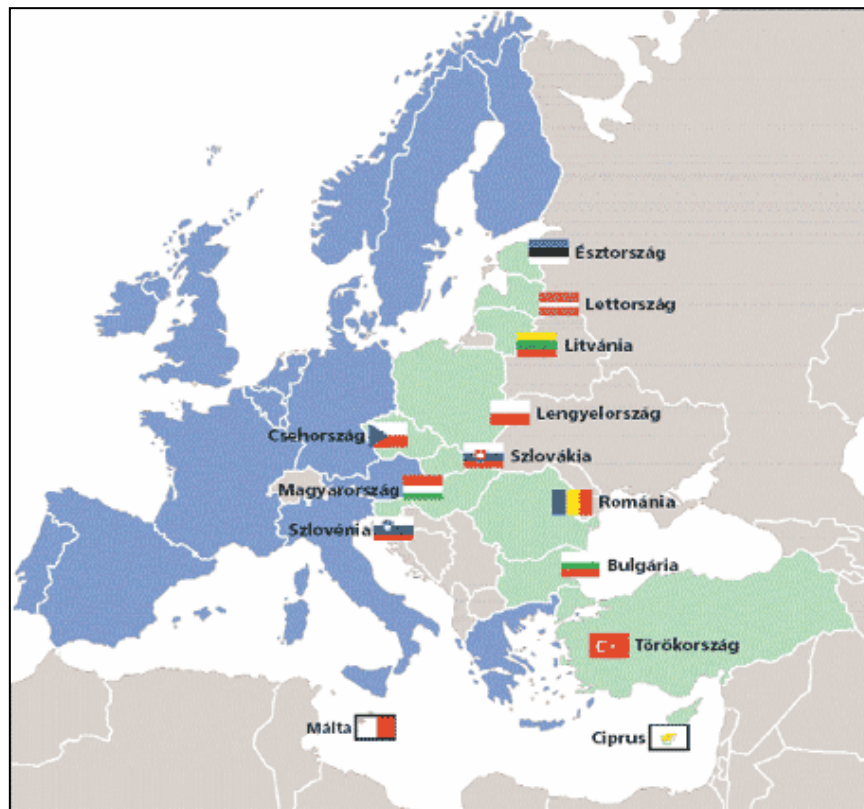 Észtország
Lettország
Litvánia
Lengyelország
Csehország
Szlovákia
Magyarország
Románia
Szlovénia
Bulgária
Törökország
Málta
Ciprus